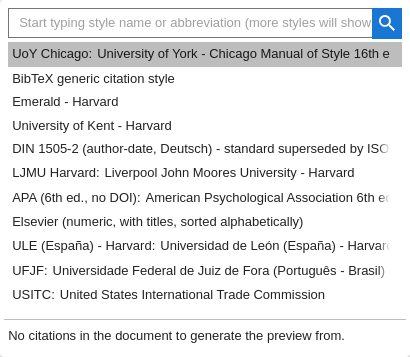 Start typing style name or abbreviation (more styles will show
UoY Chicago: University of York - Chicago Manual of Style 16th e
BibTeX generic citation style
Emerald - Harvard
University of Kent - Harvard
DIN 1505-2 (author-date, Deutsch) - standard superseded by ISO
LJMU Harvard: Liverpool John Moores University - Harvard
APA (6th ed., no DOI): American Psychological Association 6th ed
Elsevier (numeric, with titles, sorted alphabetically)
ULE (España) - Harvard: Universidad de León (España) - Harvard
UFJF: Universidade Federal de Juiz de Fora (Português - Brasil)
USITC: United States International Trade Commission
No citations in the document to generate the preview from.